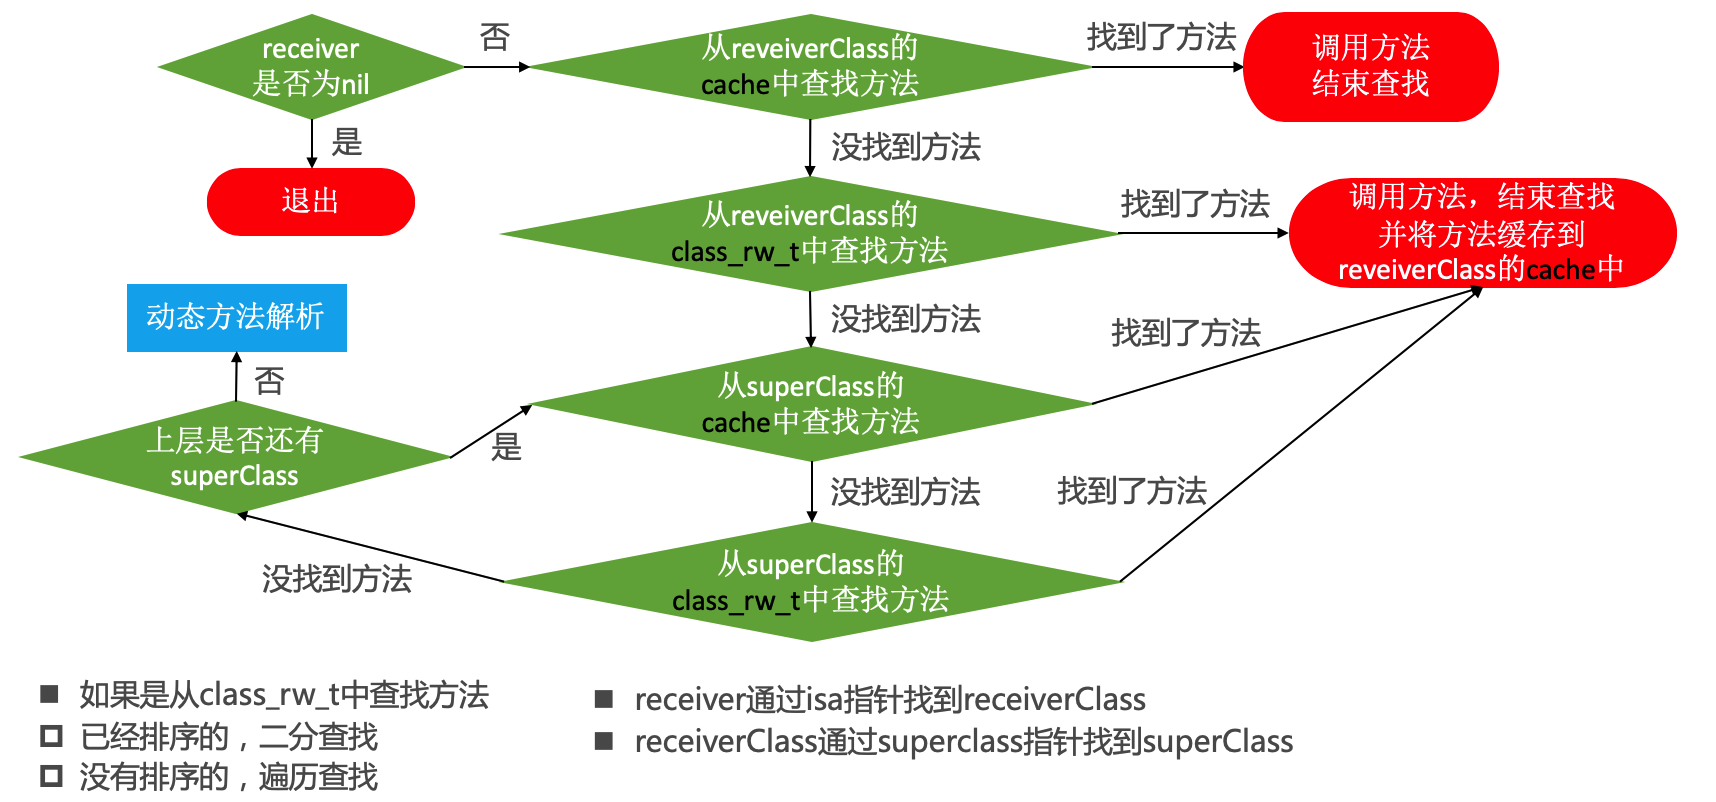 receiver
是否为nil
否
从reveiverClass的
cache中查找方法
找到了方法
调用方法
结束查找
是
没找到方法
退出
从reveiverClass的
class_rw_t中查找方法
找到了方法
调用方法，结束查找
并将方法缓存到
reveiverClass的cache中
动态方法解析
没找到方法
找到了方法
否
从superClass的
cache中查找方法
上层是否还有
superClass
是
没找到方法
找到了方法
没找到方法
从superClass的
class_rw_t中查找方法
如果是从class_rw_t中查找方法
已经排序的，二分查找
没有排序的，遍历查找
receiver通过isa指针找到receiverClass
receiverClass通过superclass指针找到superClass